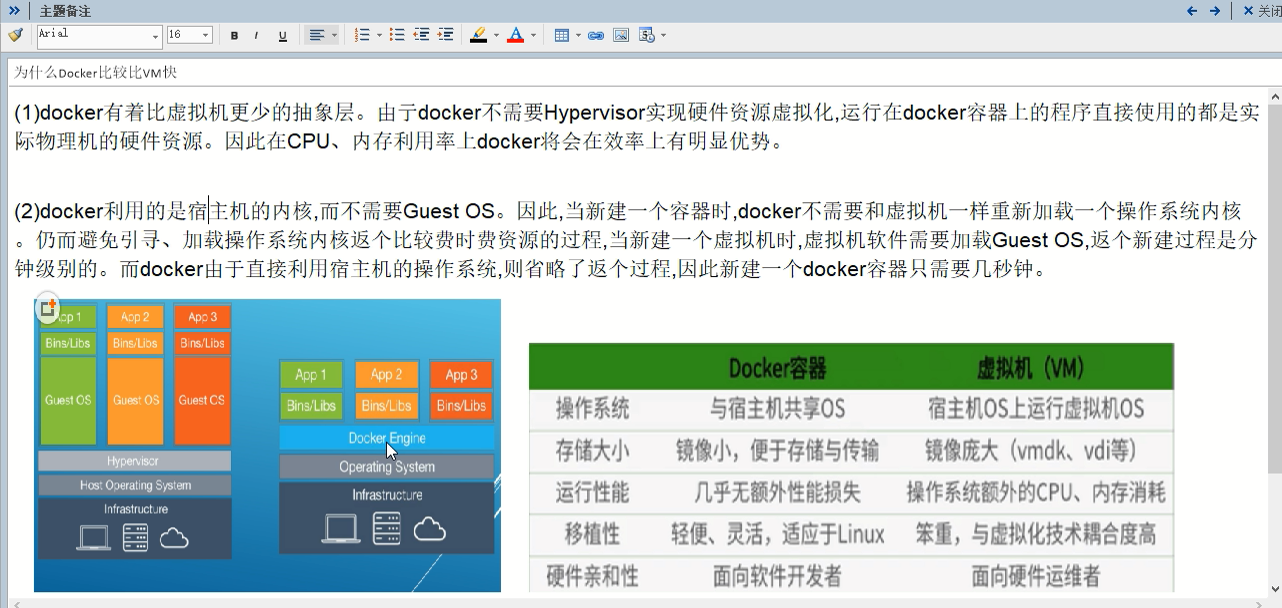 主题备注
关闭
Arial
16
B I U
为什么Docker比较比VM快
(1)docker有着比虚拟机更少的抽象层。由亍docker不需要Hypervisor实现硬件资源虚拟化,运行在docker容器上的程序直接使用的都是实
际物理机的硬件资源。因此在CPU、内存利用率上docker将会在效率上有明显优势。
(2)docker利用的是宿主机的内核,而不需要Guest OS。因此,当新建一个容器时,docker不需要和虚拟机一样重新加载一个操作系统内核
。仍而避免引寻、加载操作系统内核返个比较费时费资源的过程,当新建一个虚拟机时,虚拟机软件需要加载Guest OS,返个新建过程是分
钟级别的。而docker由于直接利用宿主机的操作系统,则省略了返个过程,因此新建一个docker容器只需要几秒钟。
App 1 App 2 App 3
Bins/Libs Bins/Libs Bins/Libs
Guest OS Guest OS Guest OS
Hypervisor
Host Operating System
Infrastructure
App 1 App 2 App 3
Bins/Libs Bins/Libs Bins/Libs
Docker Engine
Operating System
Infrastructure
Docker容器 虚拟机（VM）
操作系统 与宿主机共享OS 宿主机OS上运行虚拟机OS
存储大小 镜像小，便于存储与传输 镜像庞大（vmdk、vdi等）
运行性能 几乎无额外性能损失 操作系统额外的CPU、内存消耗
移植性 轻便、灵活，适应于Linux 笨重，与虚拟化技术耦合度高
硬件亲和性 面向软件开发者 面向硬件运维者